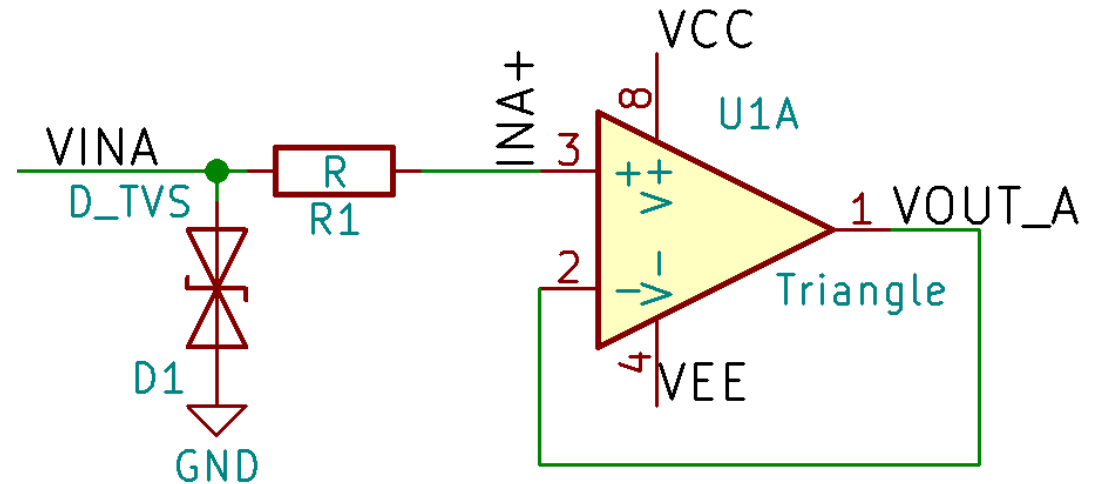 VCC
8
U1A
INA+
VINA
3
R
+
V+
D_TVS
R1
1
VOUT_A
2
-
V-
Triangle
4
VEE
D1
GND